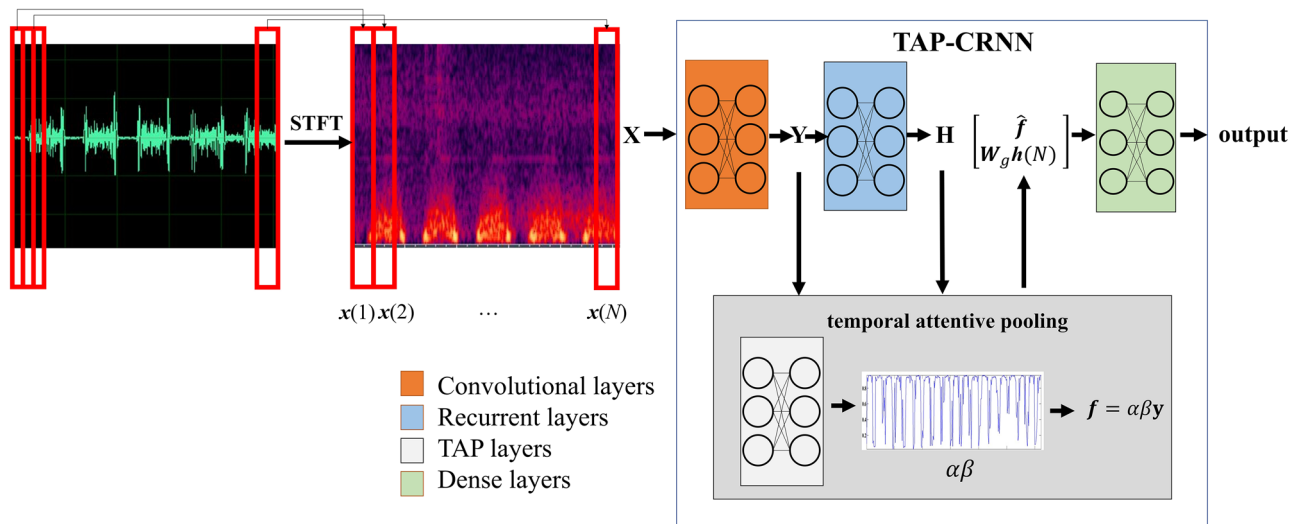 TAP-CRNN
STFT
X
Y
H
f̂
W_g h(N)
output
x(1) x(2) ... x(N)
temporal attentive pooling
f = αβy
αβ
Convolutional layers
Recurrent layers
TAP layers
Dense layers